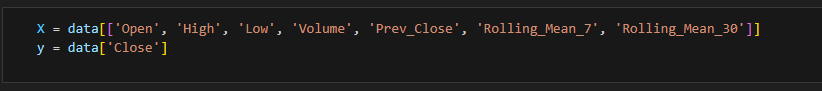 X = data[['Open', 'High', 'Low', 'Volume', 'Prev_Close', 'Rolling_Mean_7', 'Rolling_Mean_30']]
y = data['Close']